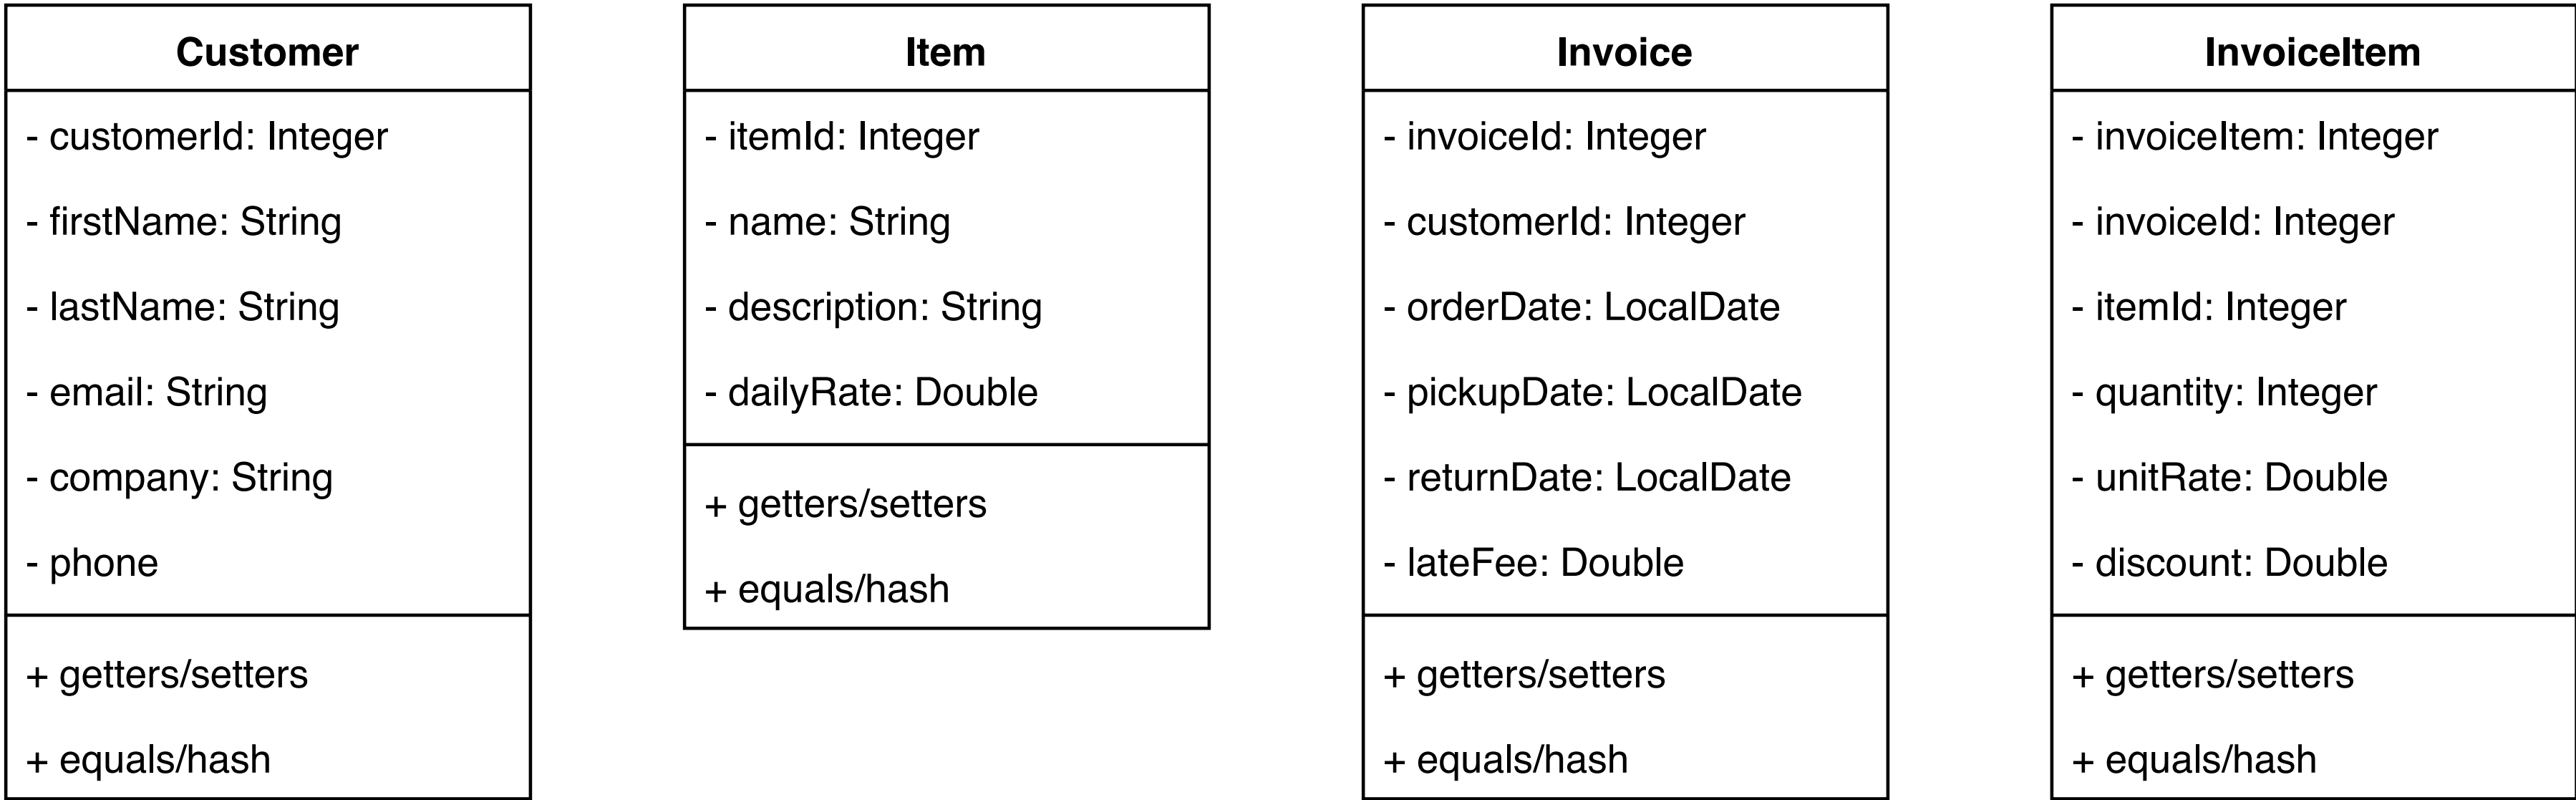 Customer
- customerId: Integer
- firstName: String
- lastName: String
- email: String
- company: String
- phone
+ getters/setters
+ equals/hash
Item
- itemId: Integer
- name: String
- description: String
- dailyRate: Double
+ getters/setters
+ equals/hash
Invoice
- invoiceId: Integer
- customerId: Integer
- orderDate: LocalDate
- pickupDate: LocalDate
- returnDate: LocalDate
- lateFee: Double
+ getters/setters
+ equals/hash
InvoiceItem
- invoiceItem: Integer
- invoiceId: Integer
- itemId: Integer
- quantity: Integer
- unitRate: Double
- discount: Double
+ getters/setters
+ equals/hash